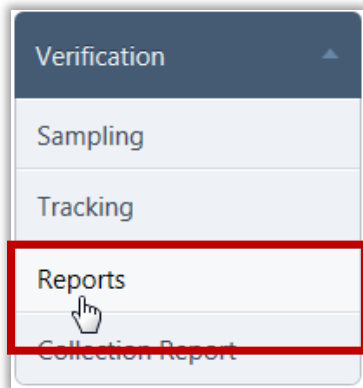 Verification
Sampling
Tracking
Reports
Collection Report